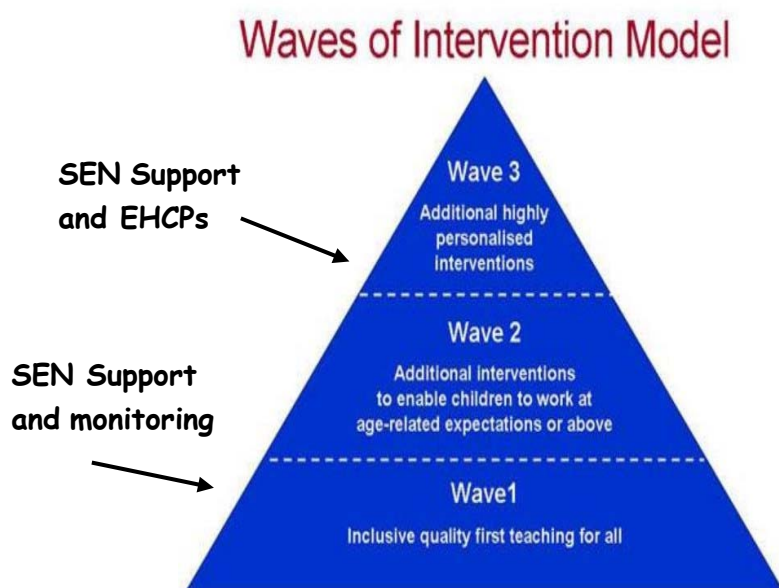 Waves of Intervention Model
SEN Support
and EHCPs
Wave 3
Additional highly
personalised
interventions
Wave 2
Additional interventions
to enable children to work at
age-related expectations or above
SEN Support
and monitoring
Wave1
Inclusive quality first teaching for all